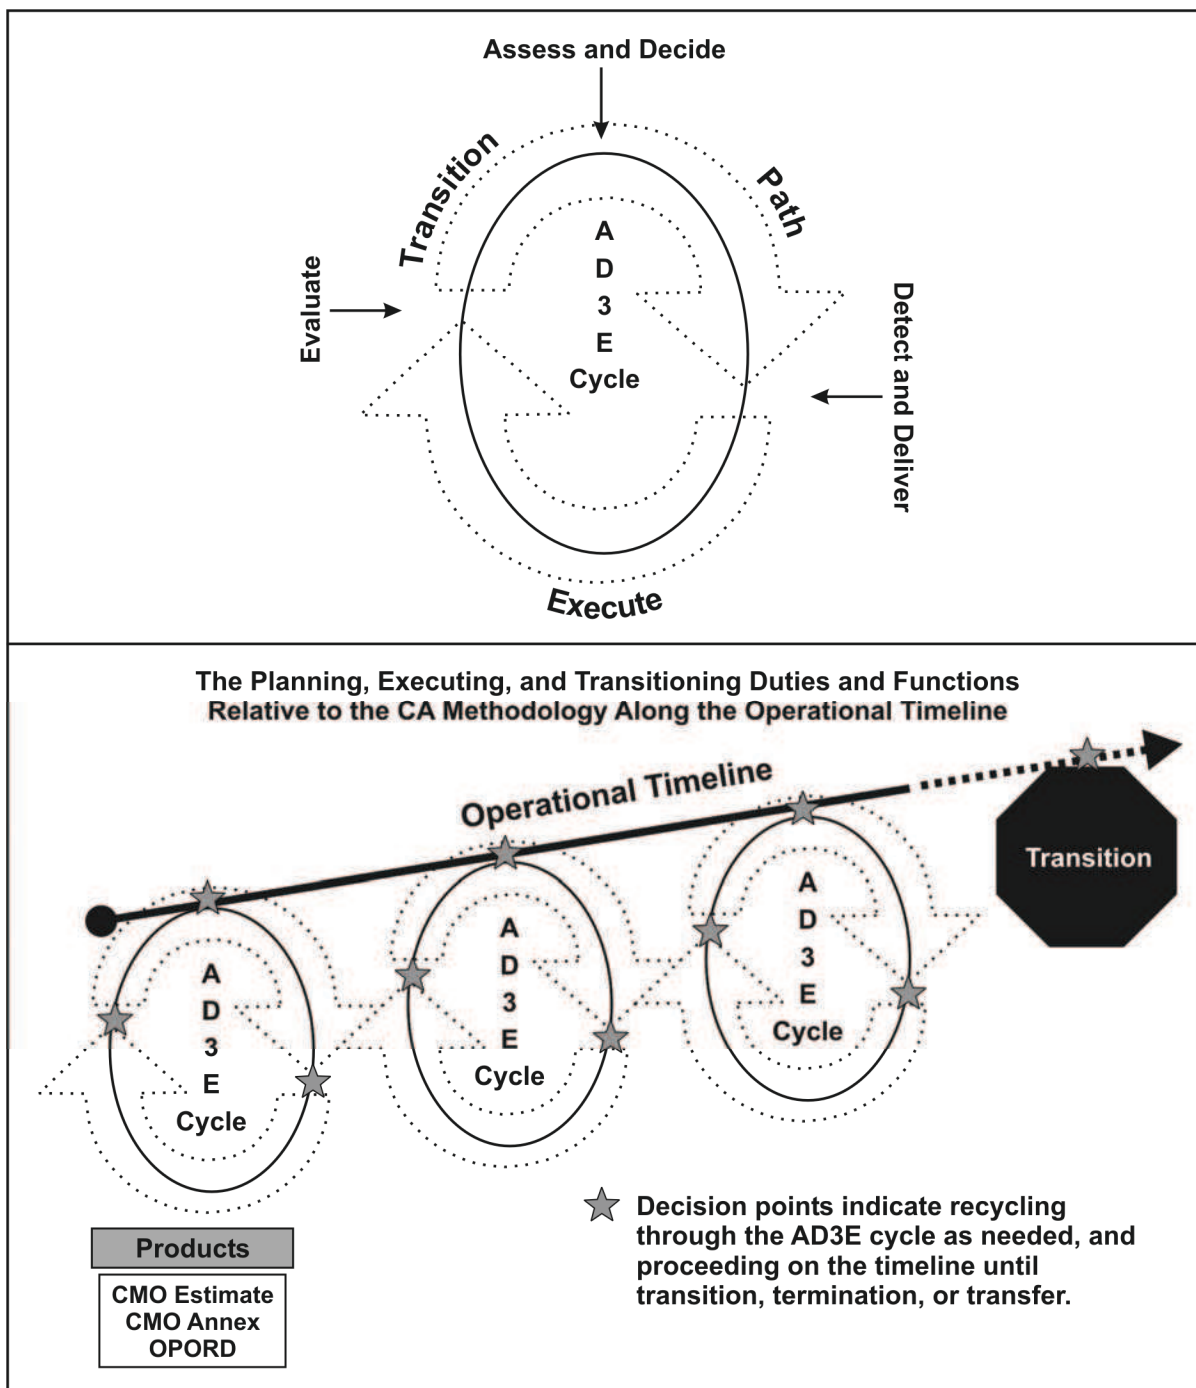 Assess and Decide
Transition
Path
A
D
3
E
Cycle
Evaluate
Detect and Deliver
Execute
The Planning, Executing, and Transitioning Duties and Functions
Relative to the CA Methodology Along the Operational Timeline
Operational Timeline
A
D
3
E
Cycle
A
D
3
E
Cycle
A
D
3
E
Cycle
Transition
Products
CMO Estimate
CMO Annex
OPORD
Decision points indicate recycling
through the AD3E cycle as needed, and
proceeding on the timeline until
transition, termination, or transfer.